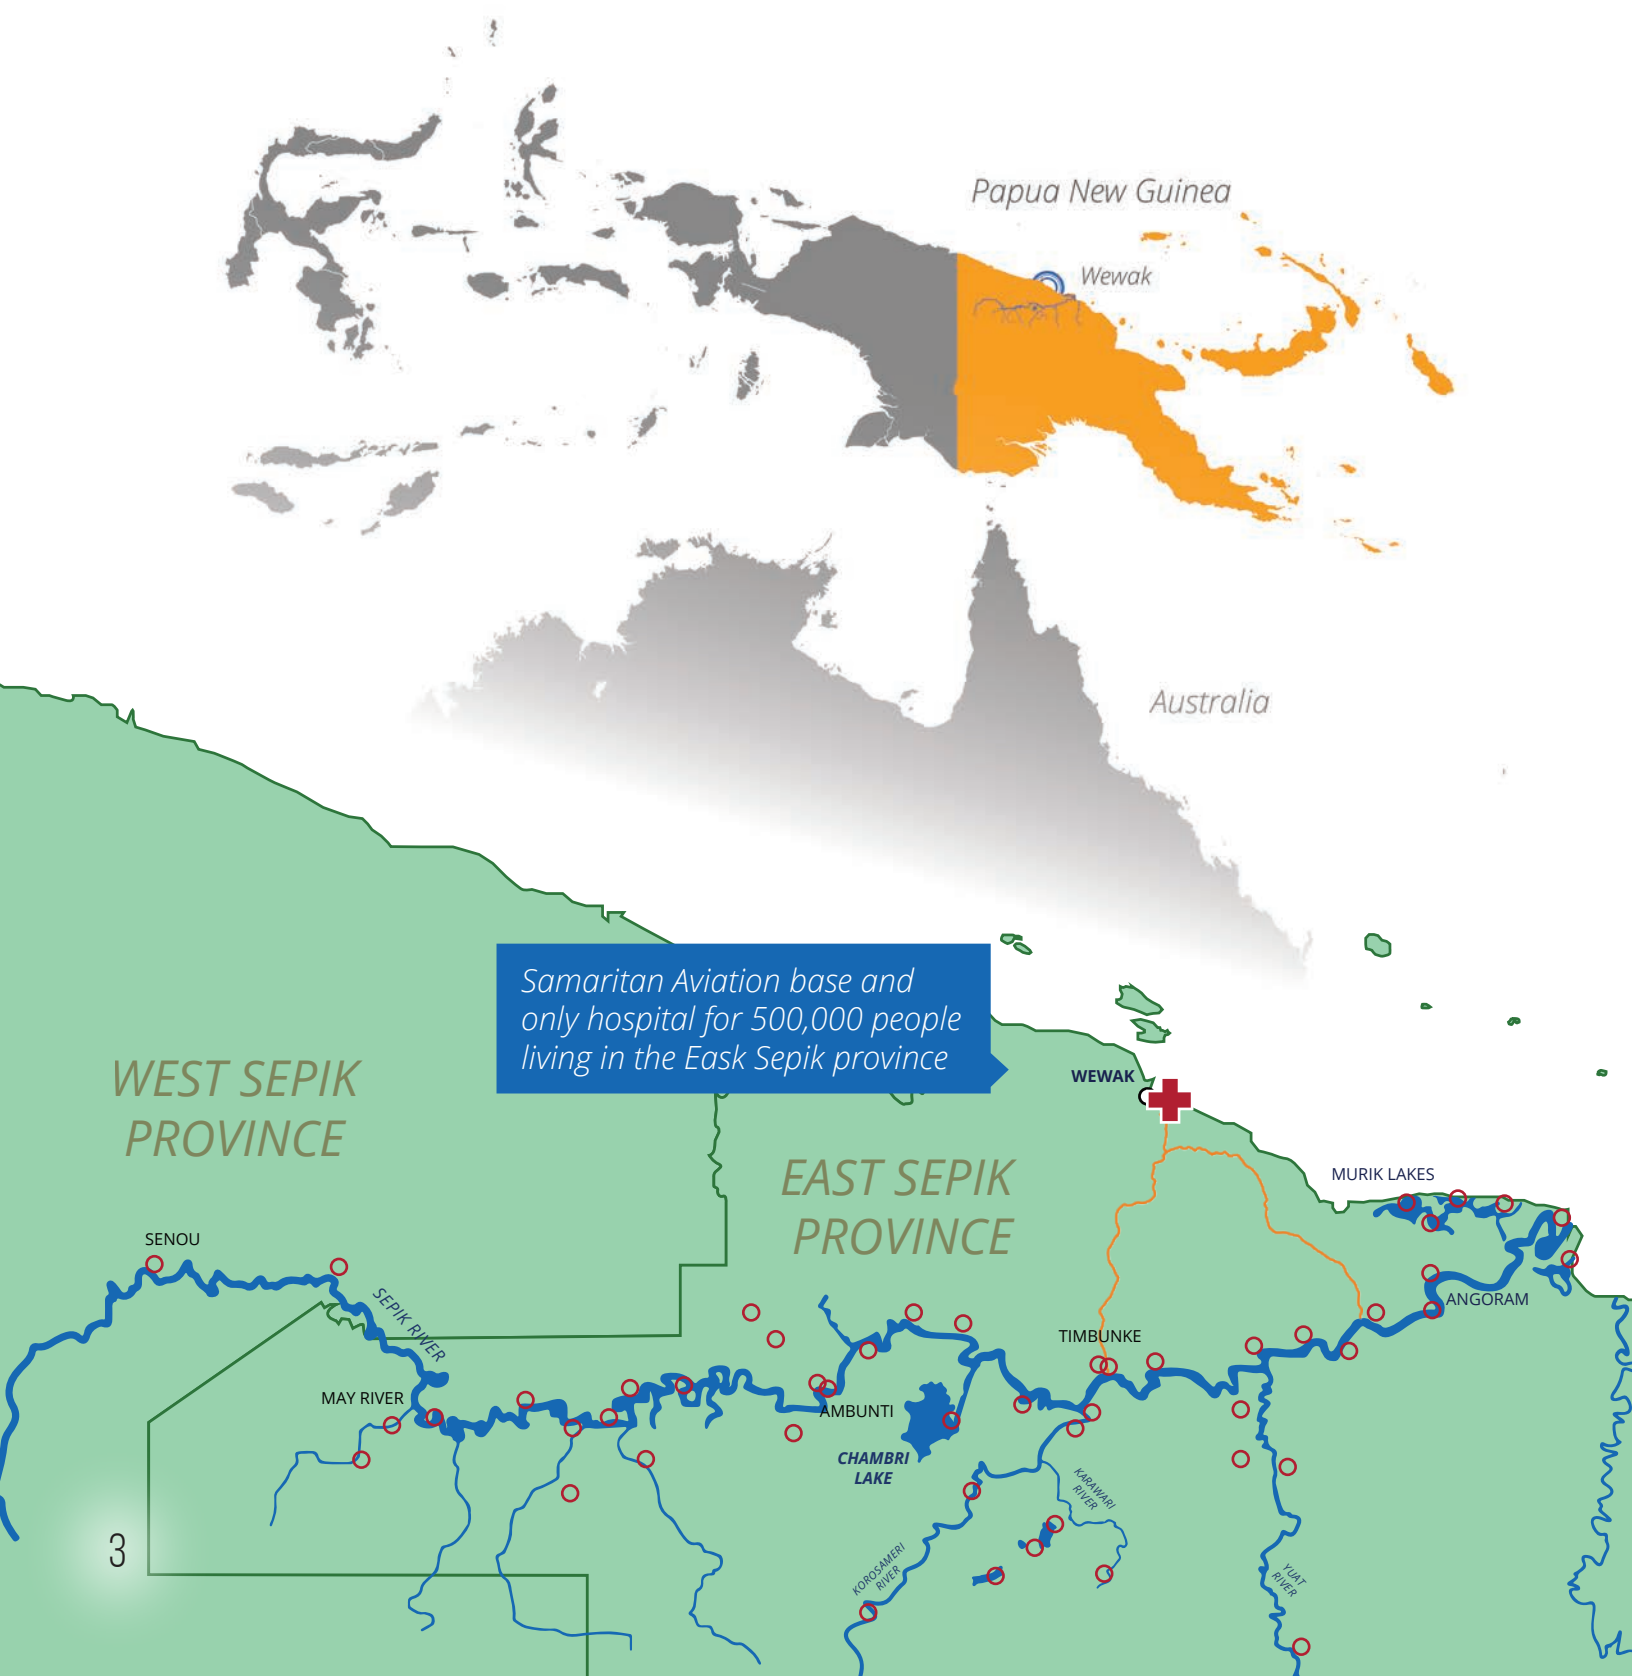 Papua New Guinea
Wewak
Australia
Samaritan Aviation base and
only hospital for 500,000 people
living in the Eask Sepik province
WEST SEPIK
PROVINCE
WEWAK
EAST SEPIK
PROVINCE
MURIK LAKES
SENOU
SEPIK RIVER
ANGORAM
TIMBUNKE
MAY RIVER
AMBUNTI
CHAMBRI
LAKE
KARAWARI
RIVER
KOROSAMERI
RIVER
YUAT
RIVER
3